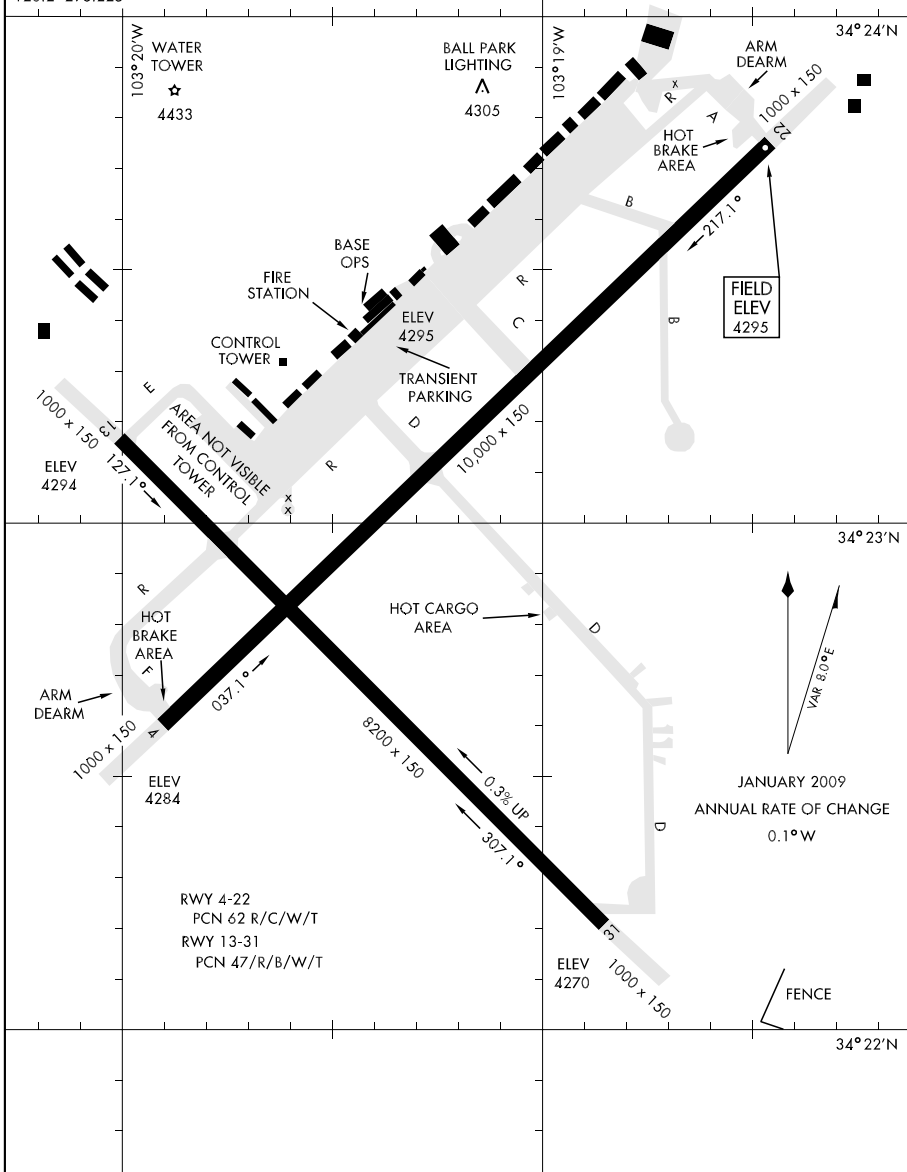 34°24'N
103°20'W
WATER
TOWER
4433
BALL PARK
LIGHTING
4305
103°19'W
ARM
DEARM
1000 x 150
22
R
A
X
HOT
BRAKE
AREA
B
217.1°
BASE
OPS
FIRE
STATION
R
FIELD
ELEV
4295
ELEV
4295
C
B
CONTROL
TOWER
TRANSIENT
PARKING
E
AREA NOT VISIBLE
FROM CONTROL
TOWER
D
1000 x 150
13
10,000 x 150
ELEV
4294
127.1°
R
X
X
34°23'N
R
HOT
BRAKE
AREA
HOT CARGO
AREA
D
F
037.1°
VAR 8.0°E
ARM
DEARM
1000 x 150
4
8200 x 150
ELEV
4284
0.3% UP
JANUARY 2009
ANNUAL RATE OF CHANGE
0.1°W
D
307.1°
RWY 4-22
PCN 62 R/C/W/T
RWY 13-31
PCN 47/R/B/W/T
31
ELEV
4270
1000 x 150
FENCE
34°22'N